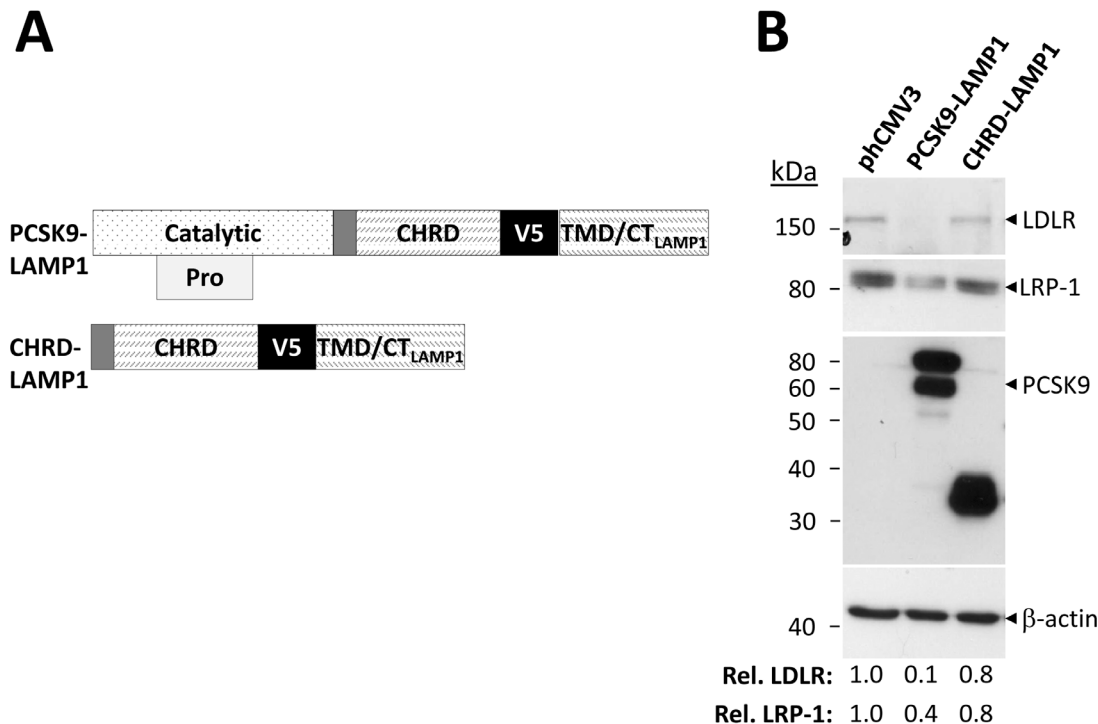 A
PCSK9-
LAMP1
Catalytic
CHRD
V5
TMD/CT LAMP1
Pro
CHRD-
LAMP1
CHRD
V5
TMD/CT LAMP1
B
phCMV3
PCSK9-LAMP1
CHRD-LAMP1
kDa
150
LDLR
80
LRP-1
80
60
50
40
30
PCSK9
40
β-actin
Rel. LDLR: 1.0 0.1 0.8
Rel. LRP-1: 1.0 0.4 0.8